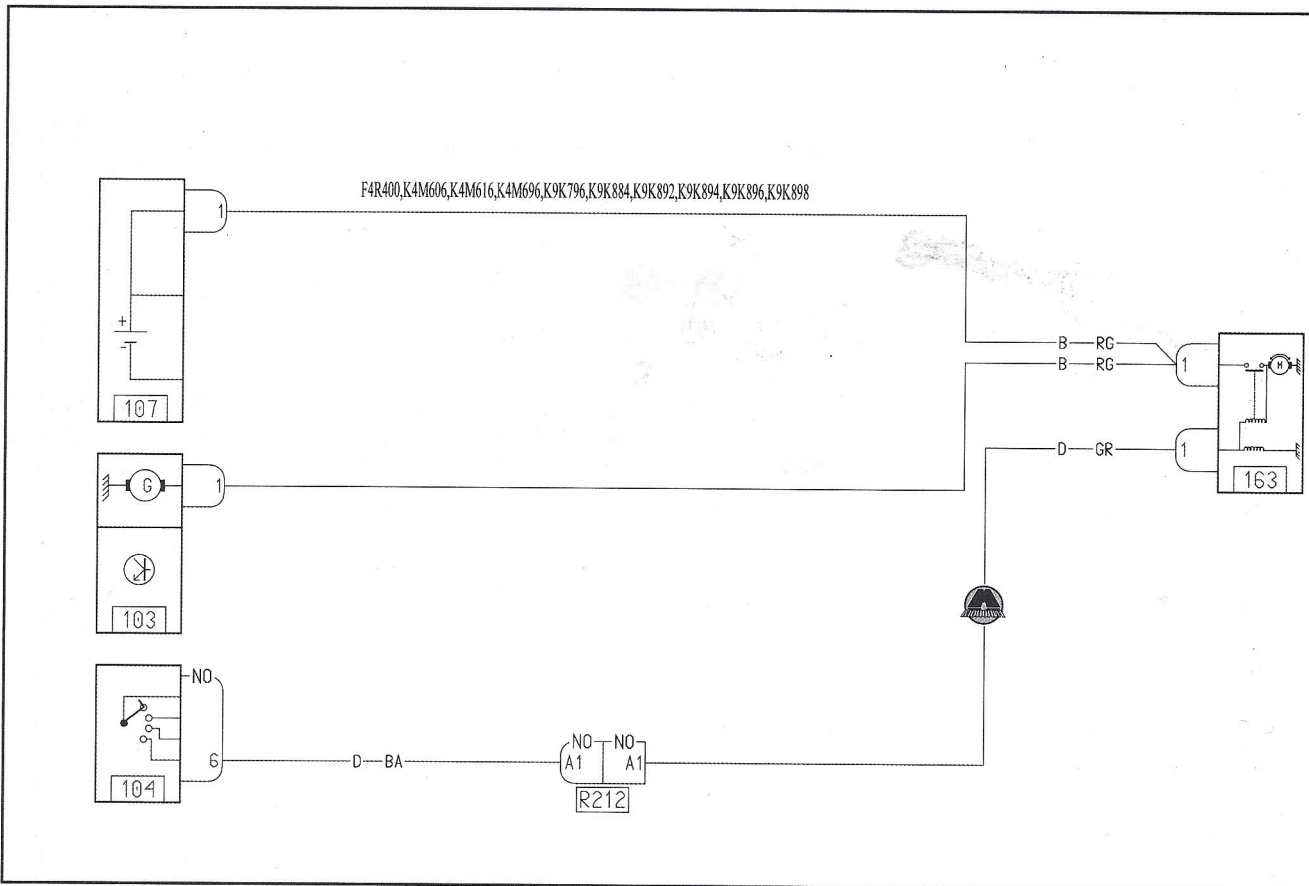 F4R400,K4M606,K4M616,K4M696,K9K796,K9K884,K9K892,K9K894,K9K896,K9K898
1
+
-
107
B RG
B RG
1
M
G
1
D GR
1
163
103
NO
6
D BA
NO NO
A1 A1
104
R212